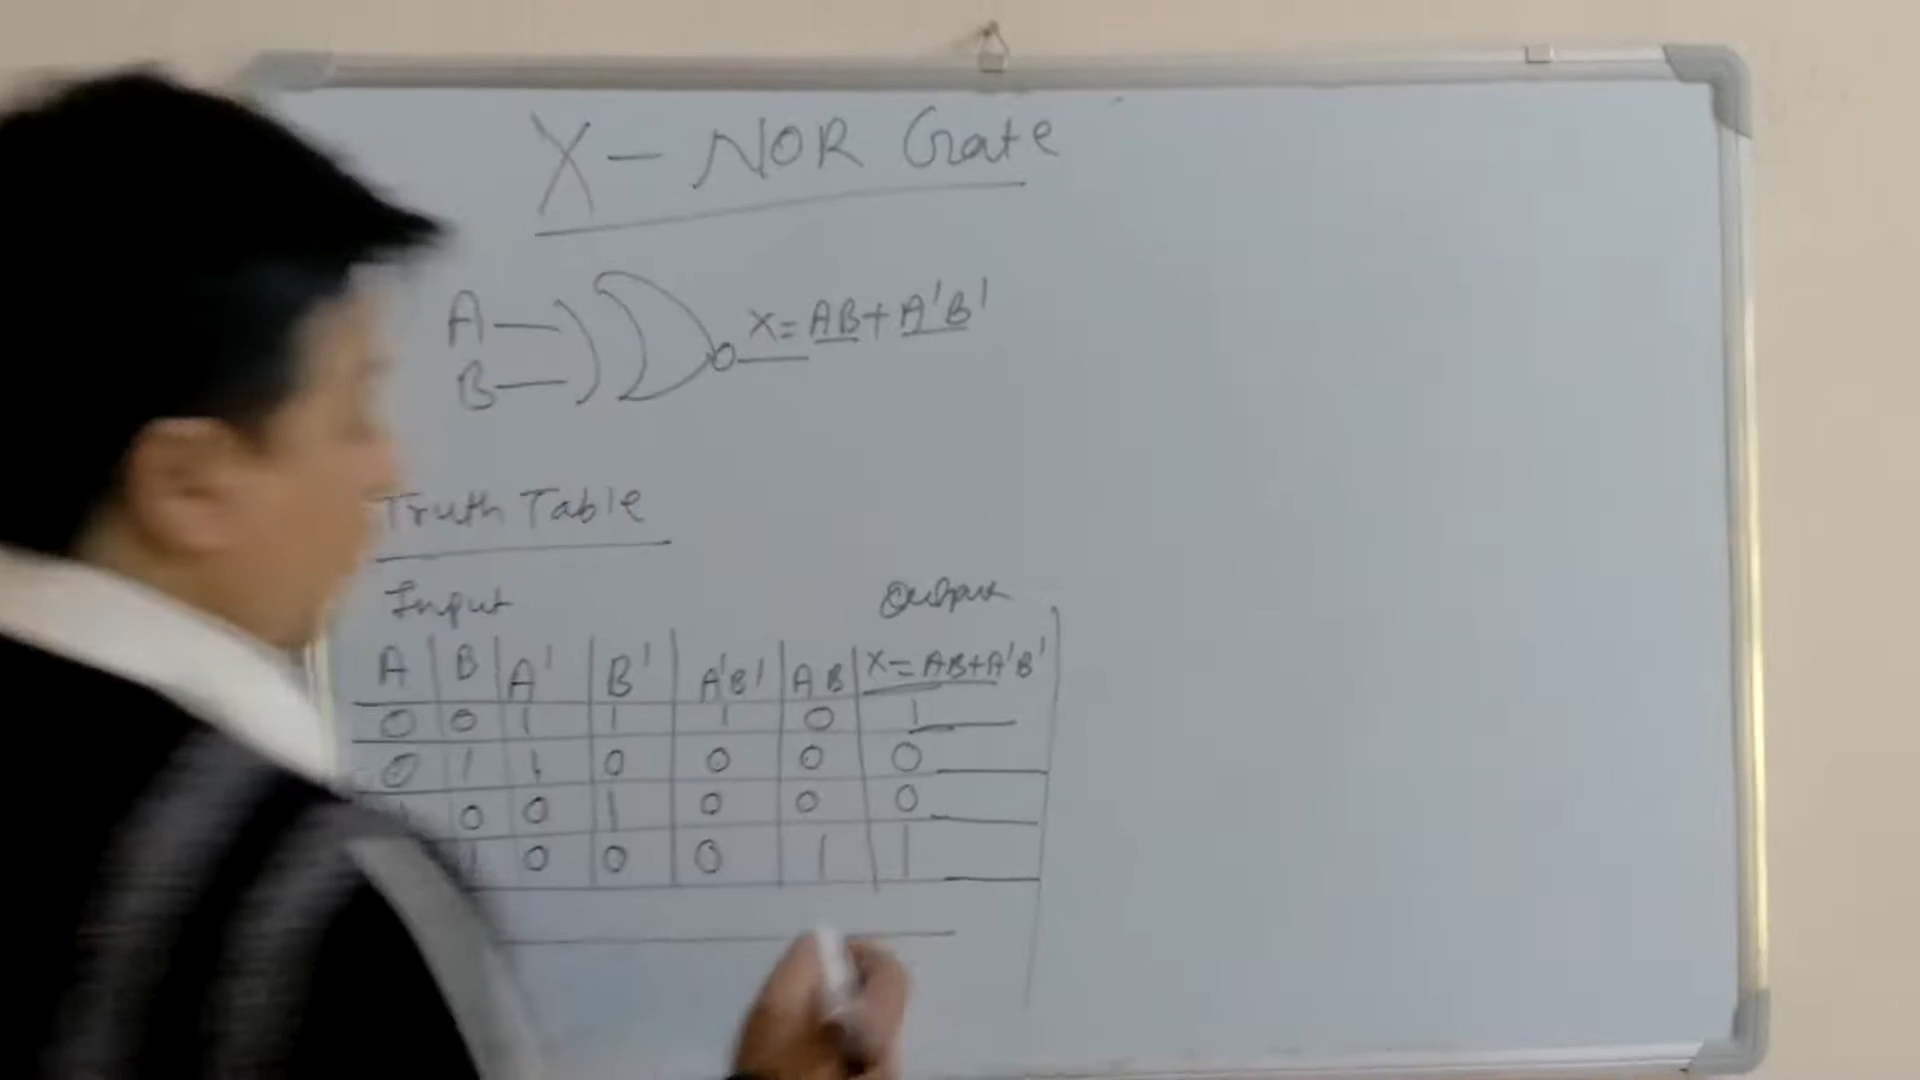 X - NOR Gate
A
B
X = AB + A'B'
Truth Table
Input Output
A B A' B' A'B' AB X = AB+A'B'
0 0 1 1 1 0 1
0 1 1 0 0 0 0
0 0 1 0 0 0
1 0 0 0 1 1